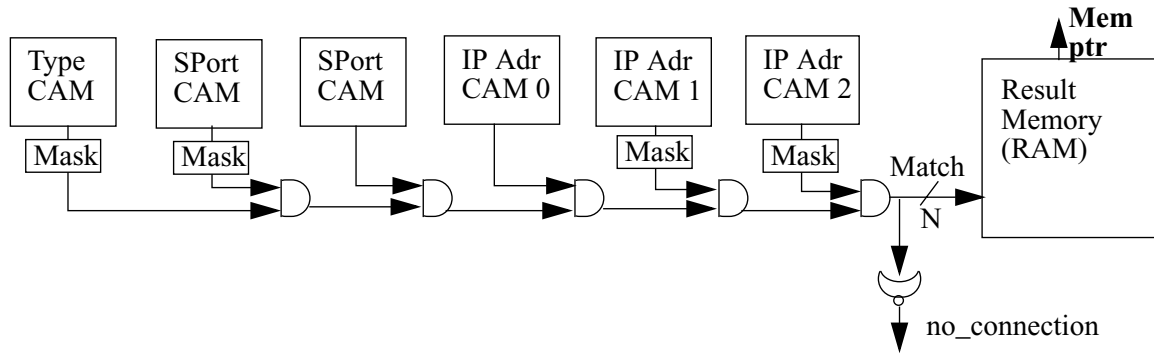 Mem
ptr
Type
CAM
SPort
CAM
SPort
CAM
IP Adr
CAM 0
IP Adr
CAM 1
IP Adr
CAM 2
Result
Memory
(RAM)
Mask
Mask
Mask
Mask
Match
N
no_connection